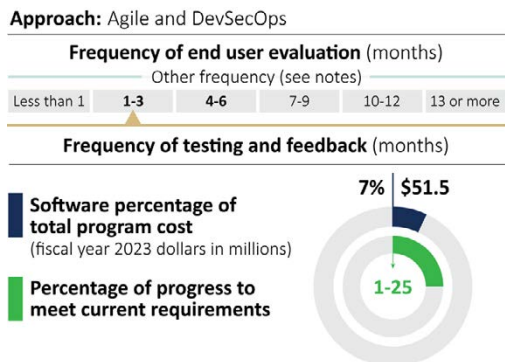 Approach: Agile and DevSecOps
Frequency of end user evaluation (months)
Other frequency (see notes)
Less than 1 1-3 4-6 7-9 10-12 13 or more
Frequency of testing and feedback (months)
7% $51.5
Software percentage of
total program cost
(fiscal year 2023 dollars in millions)
Percentage of progress to
meet current requirements
1-25